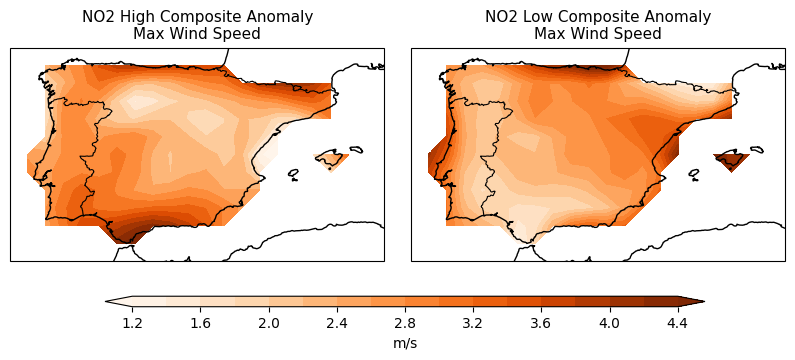 NO2 High Composite Anomaly
Max Wind Speed
NO2 Low Composite Anomaly
Max Wind Speed
1.2 1.6 2.0 2.4 2.8 3.2 3.6 4.0 4.4
m/s